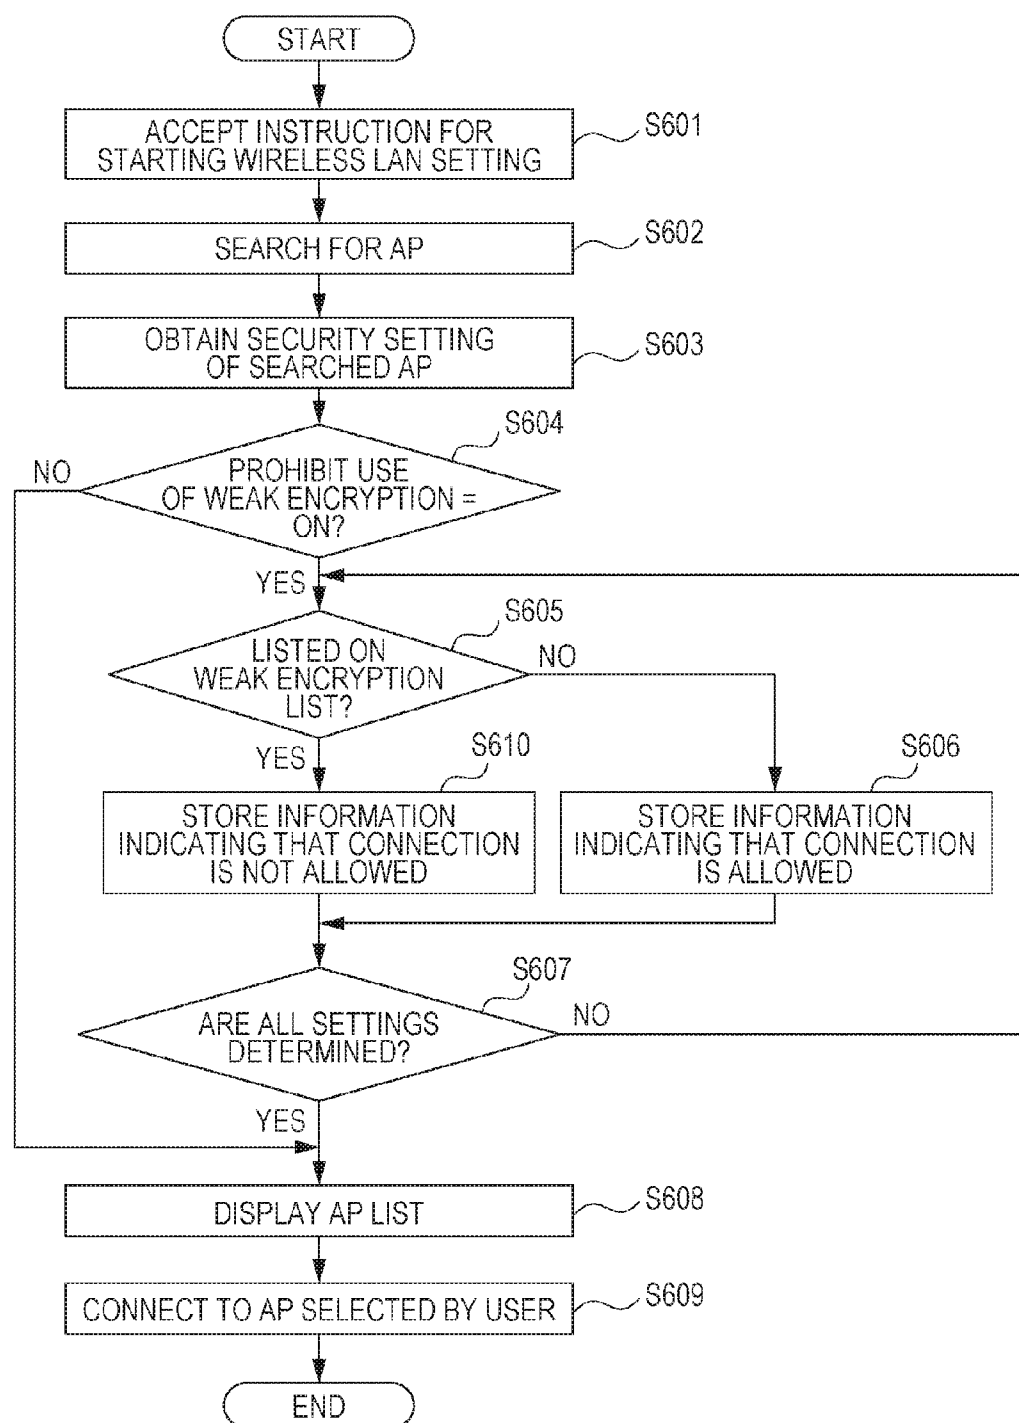 START
ACCEPT INSTRUCTION FOR
STARTING WIRELESS LAN SETTING
S601
SEARCH FOR AP
S602
OBTAIN SECURITY SETTING
OF SEARCHED AP
S603
S604
NO
PROHIBIT USE
OF WEAK ENCRYPTION =
ON?
YES
S605
LISTED ON
WEAK ENCRYPTION
LIST?
NO
YES
S610
S606
STORE INFORMATION
INDICATING THAT CONNECTION
IS NOT ALLOWED
STORE INFORMATION
INDICATING THAT CONNECTION
IS ALLOWED
S607
ARE ALL SETTINGS
DETERMINED?
NO
YES
DISPLAY AP LIST
S608
CONNECT TO AP SELECTED BY USER
S609
END